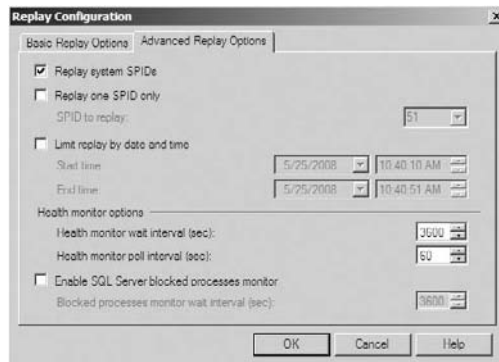 Replay Configuration
Basic Replay Options Advanced Replay Options
Replay system SPIDs
Replay one SPID only
SPID to replay: 51
Limit replay by date and time
Start time 5/25/2008 10:40:10 AM
End time 5/25/2008 10:40:51 AM
Health monitor options
Health monitor wait interval (sec): 3600
Health monitor poll interval (sec): 60
Enable SQL Server blocked processes monitor
Blocked processes monitor wait interval (sec): 3600
OK Cancel Help